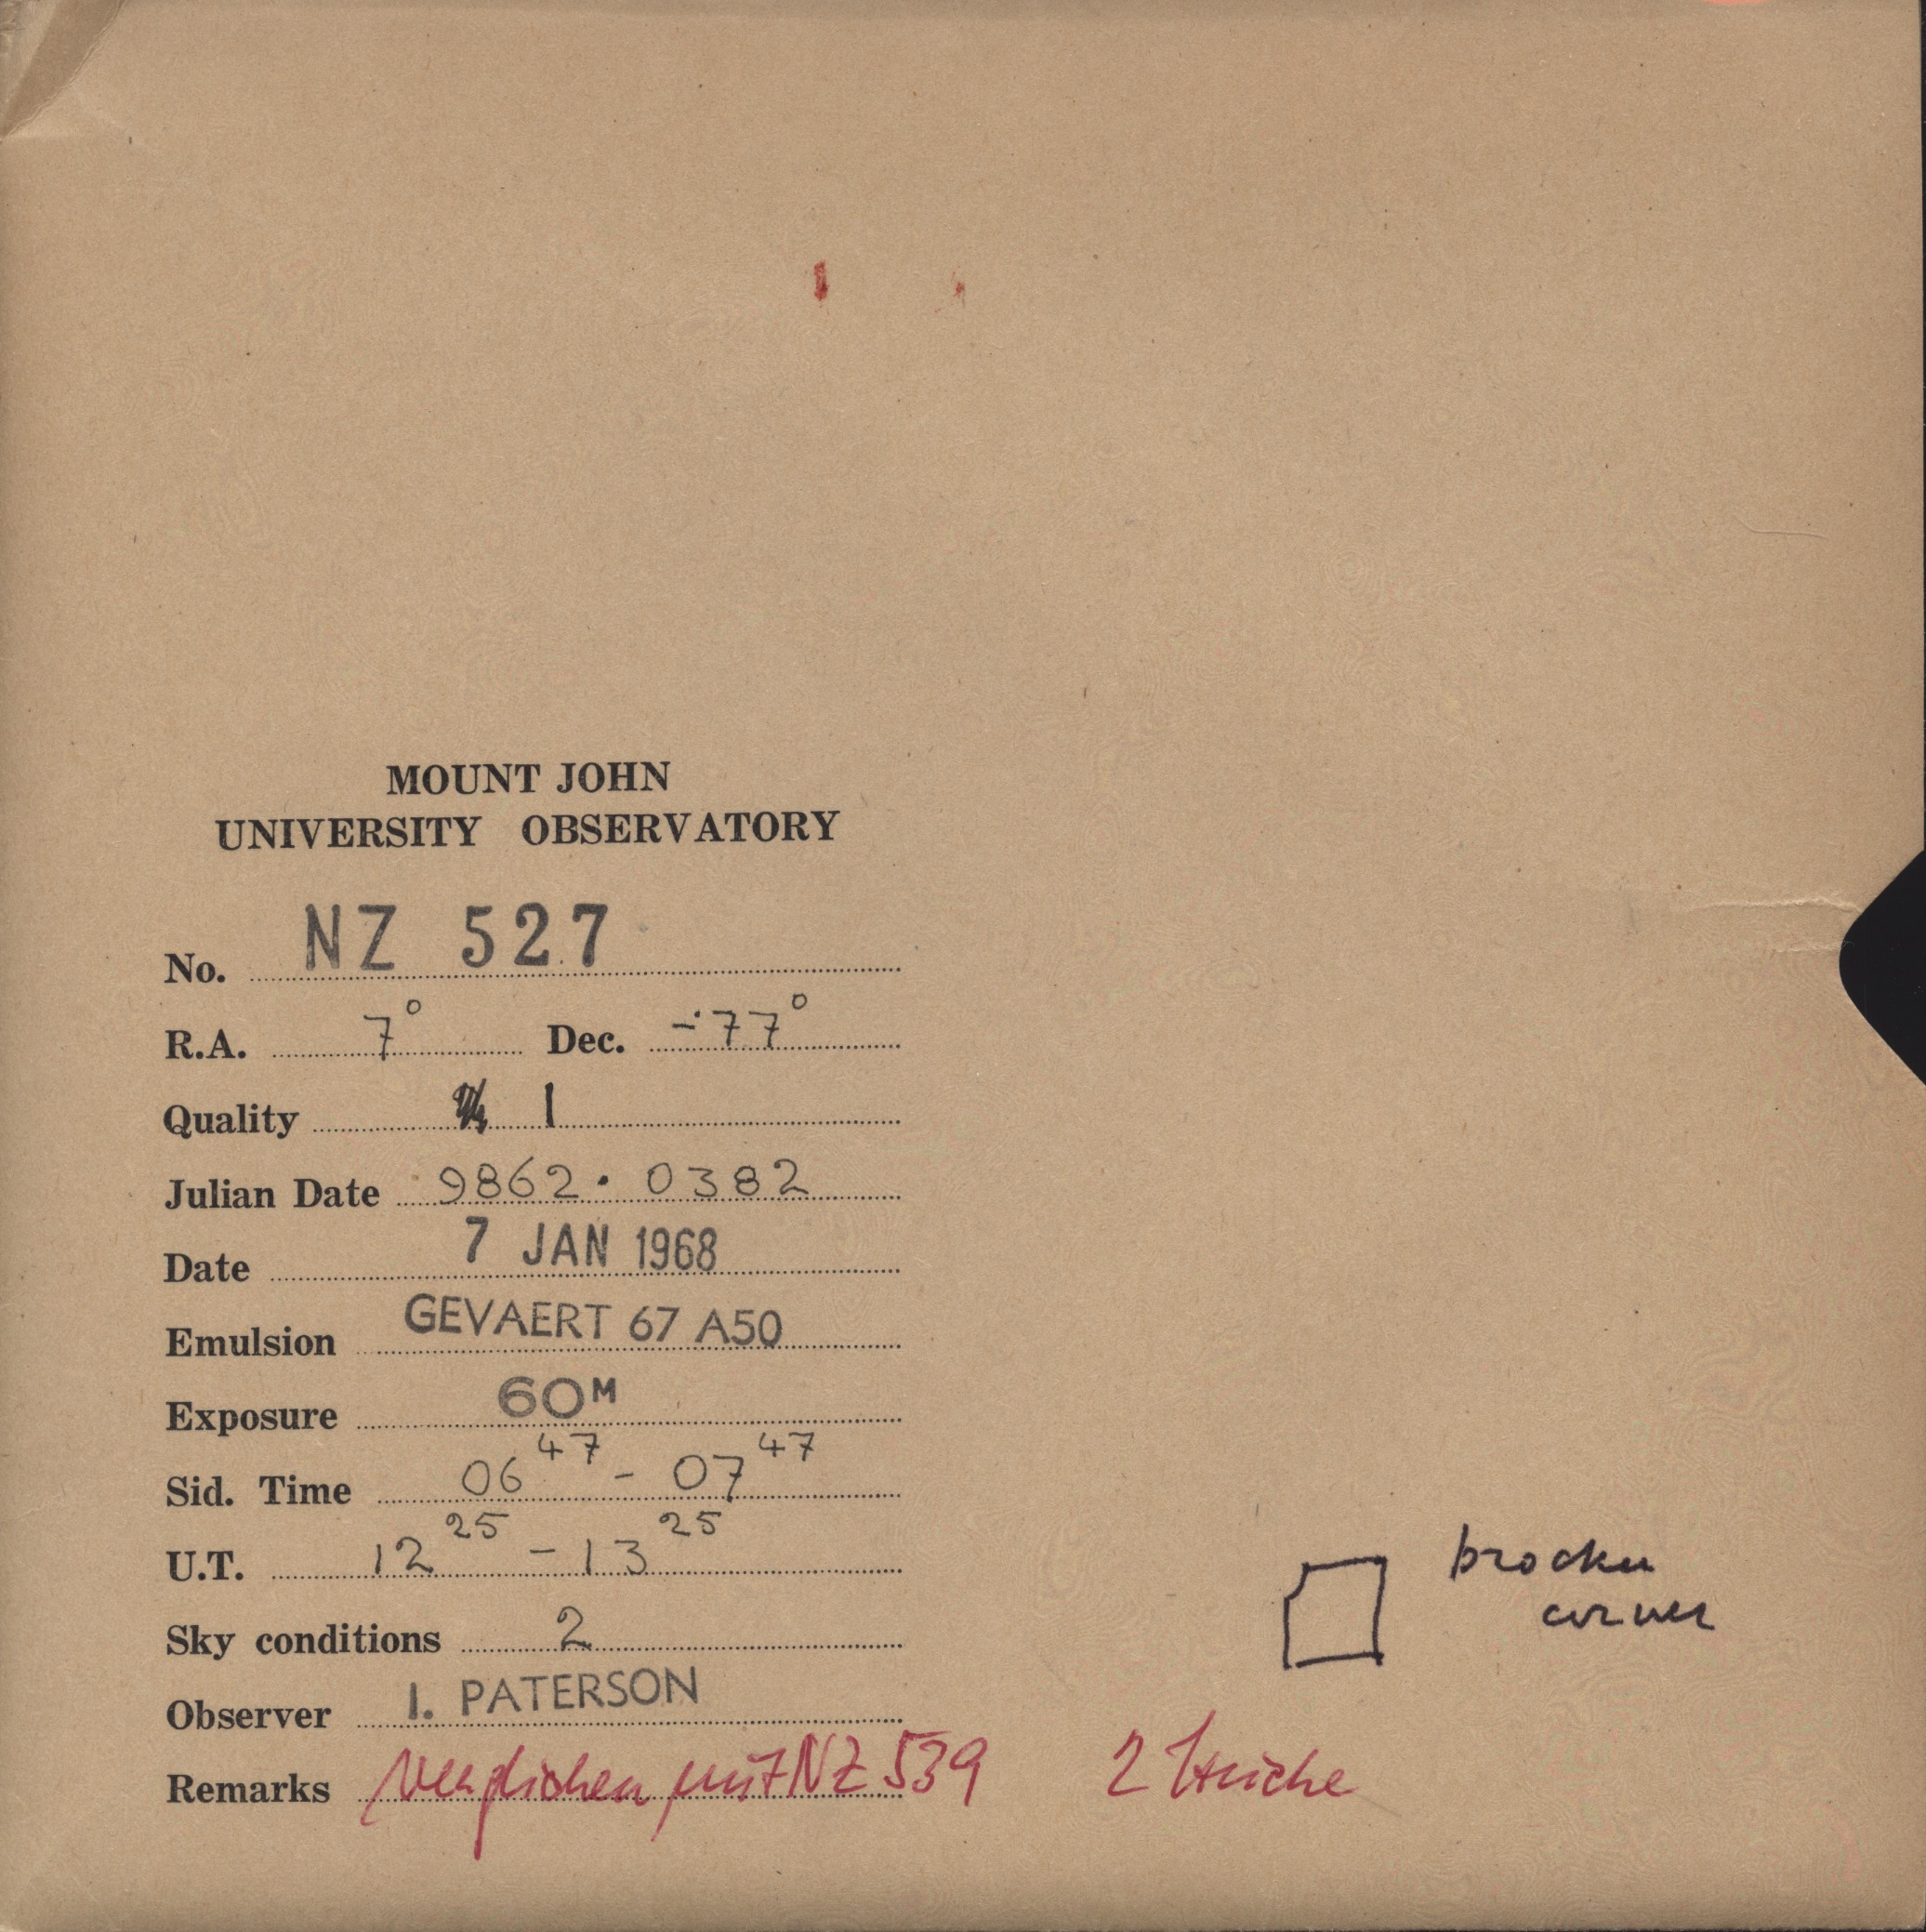 MOUNT JOHN
UNIVERSITY OBSERVATORY
No. NZ 527
R.A. 7° Dec. -77°
Quality 1
Julian Date 9862.0382
Date 7 JAN 1968
Emulsion GEVAERT 67 A50
Exposure 60M
Sid. Time 06 47 - 07 47
U.T. 12 25 - 13 25
Sky conditions 2
brocken
corner
Observer I. PATERSON
Remarks verglichen mit NZ 539 2 Striche